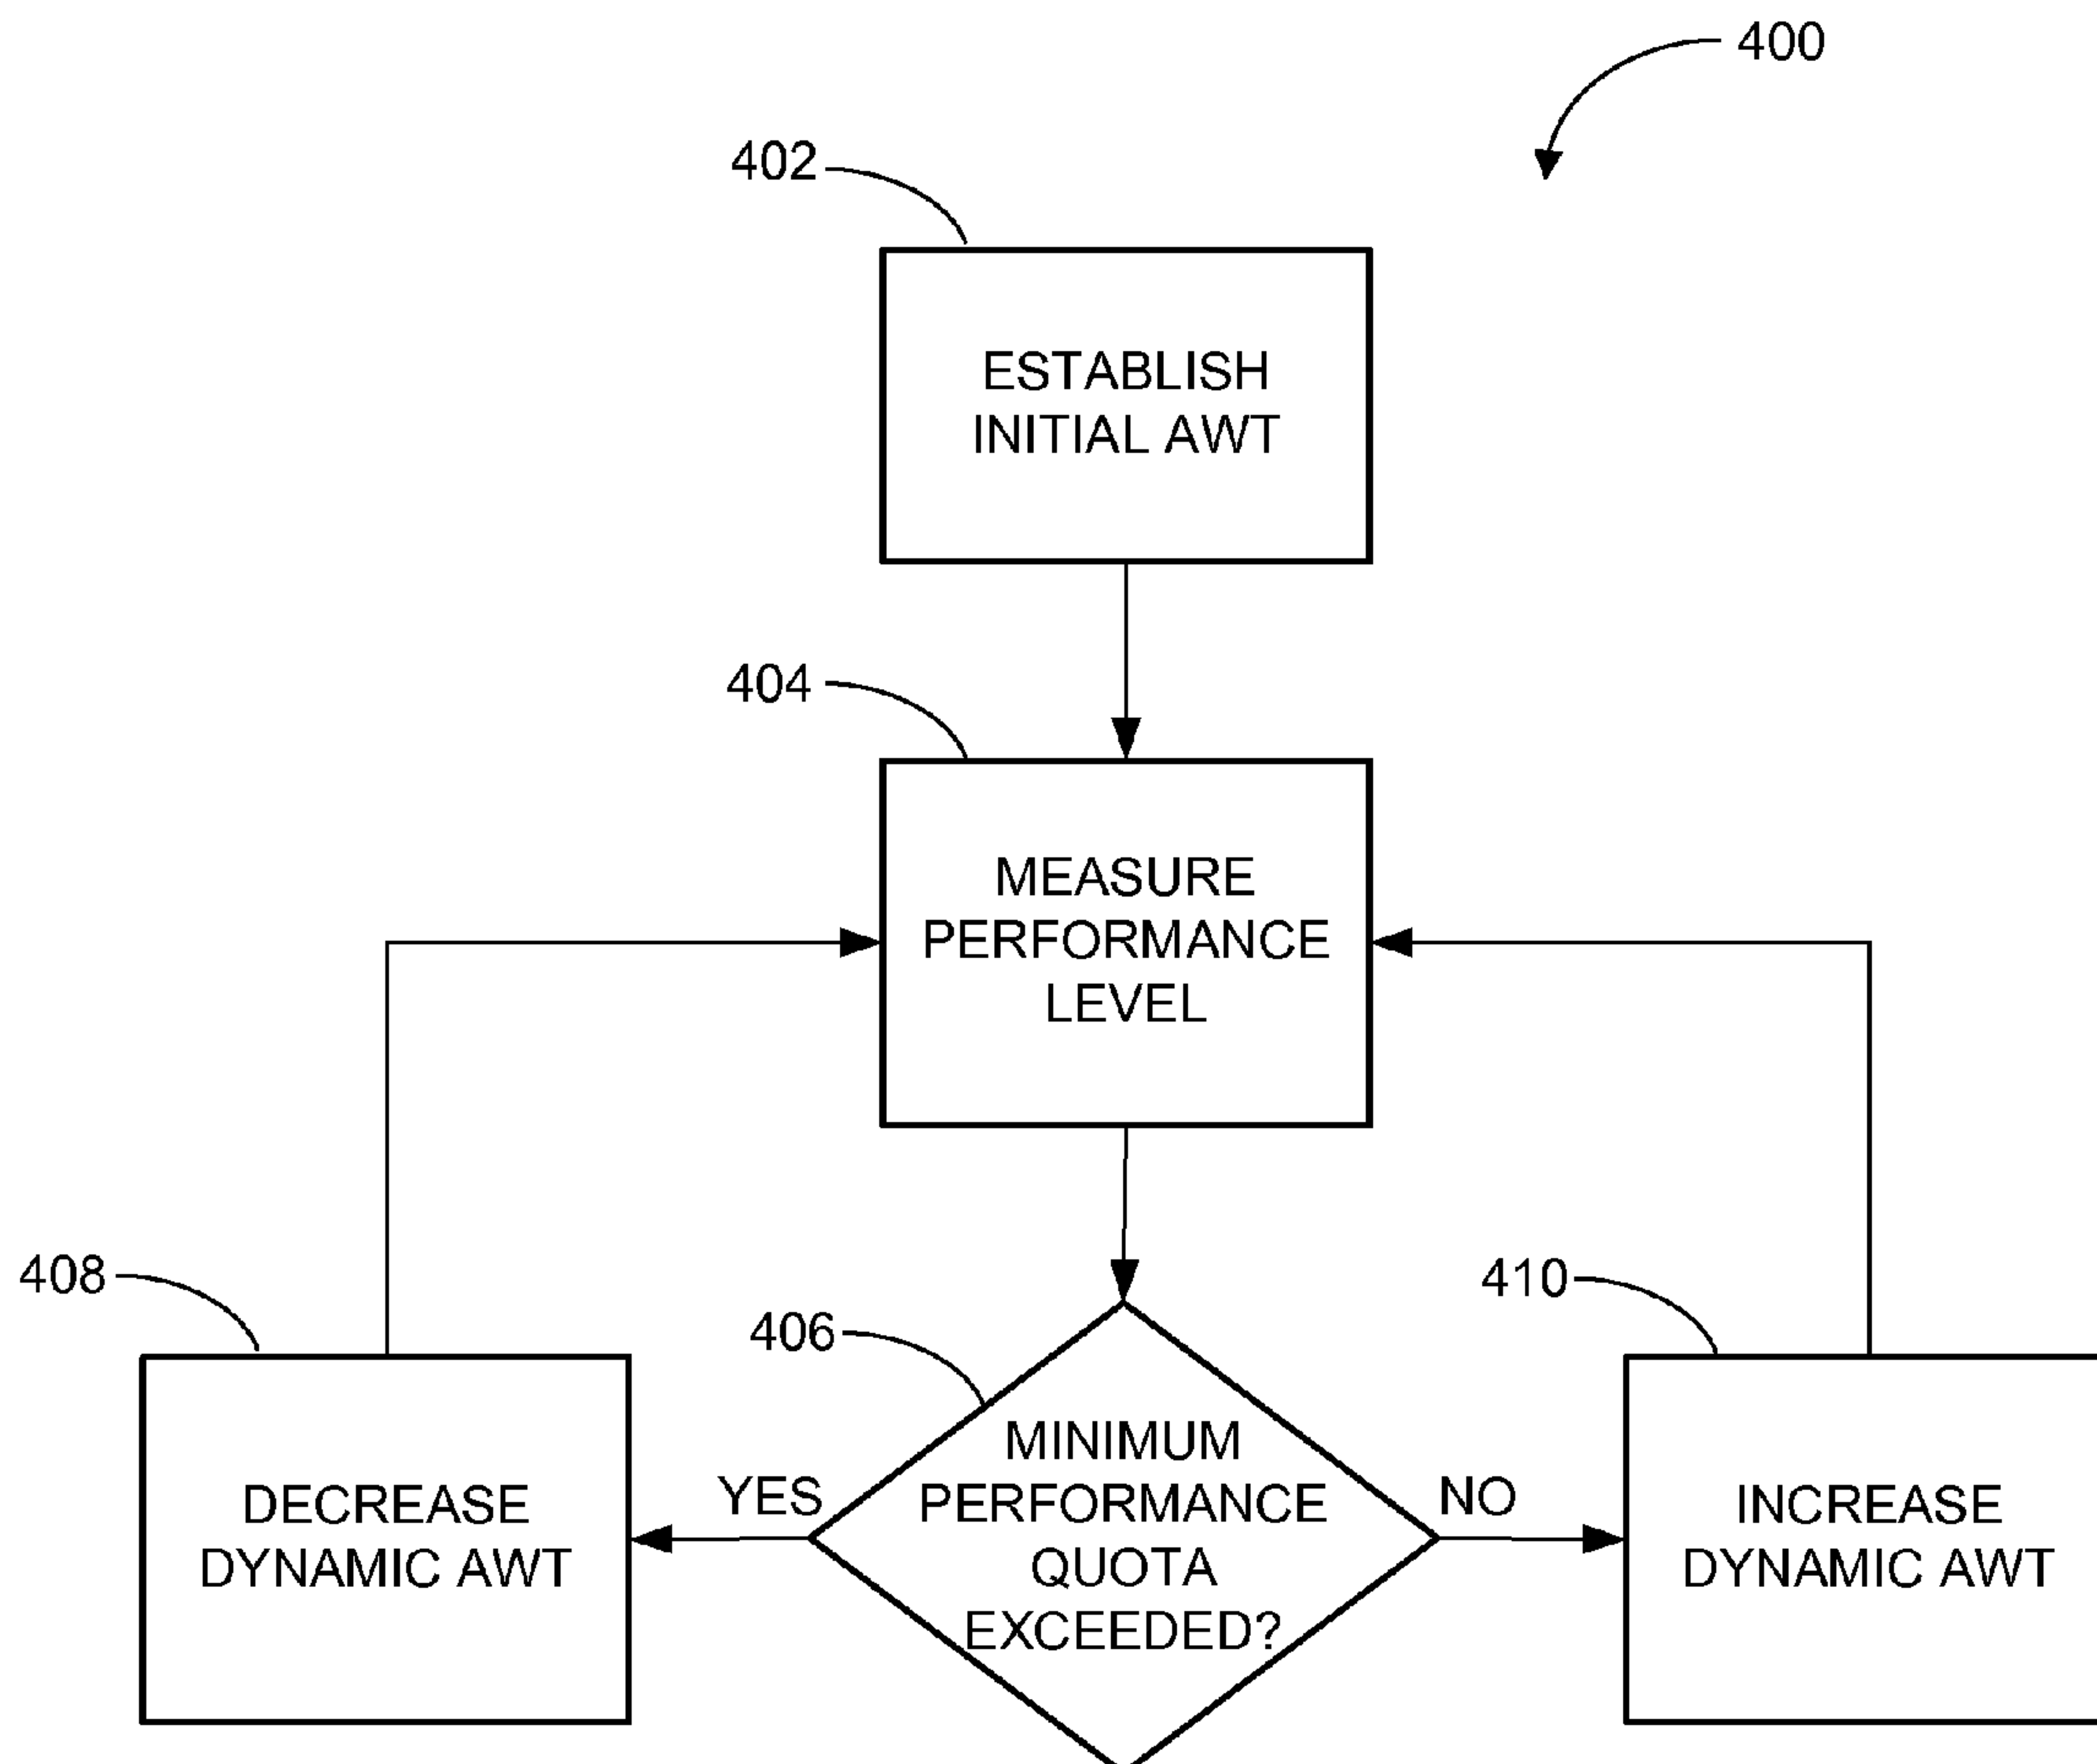 400
402
ESTABLISH
INITIAL AWT
404
MEASURE
PERFORMANCE
LEVEL
408
406
410
DECREASE
DYNAMIC AWT
YES
MINIMUM
PERFORMANCE
QUOTA
EXCEEDED?
NO
INCREASE
DYNAMIC AWT